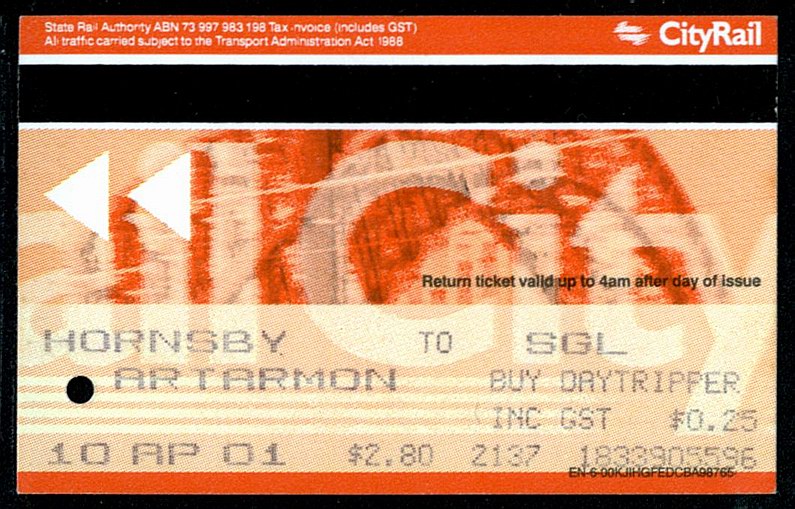 State Rail Authority ABN 73 997 983 198 Tax Invoice (includes GST)
All traffic carried subject to the Transport Administration Act 1988
CityRail
ailCity
Return ticket valid up to 4am after day of issue
HORNSBY TO SGL
ARTARMON BUY DAYTRIPPER
INC GST $0.25
10 AP 01 $2.80 2137 1833905596
EN-6-00KJIHGFEDCBA98765